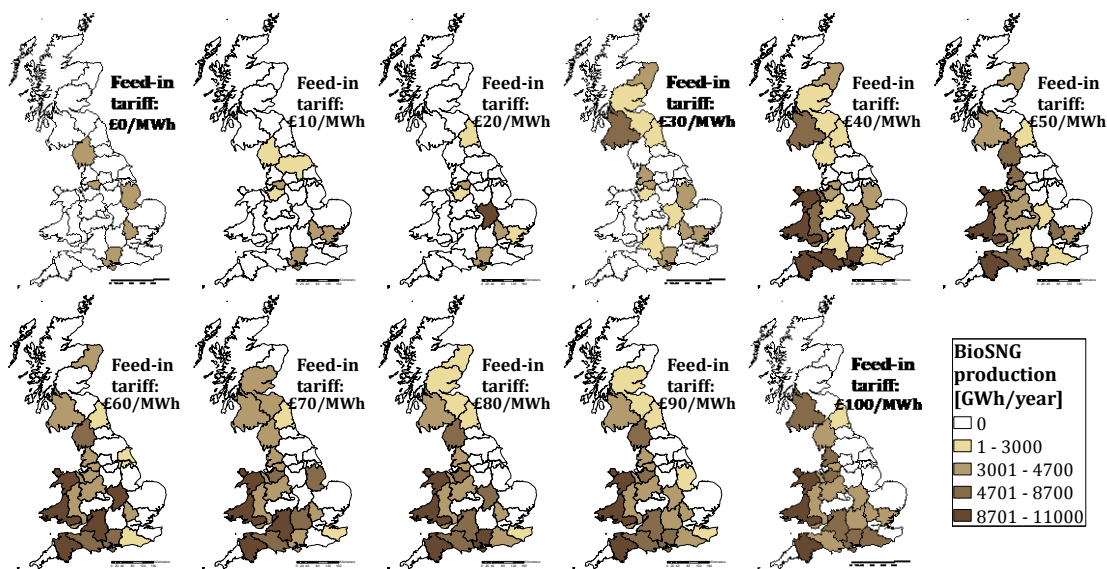 Feed-in
tariff:
£0/MWh
Feed-in
tariff:
£10/MWh
Feed-in
tariff:
£20/MWh
Feed-in
tariff:
£30/MWh
Feed-in
tariff:
£40/MWh
Feed-in
tariff:
£50/MWh
Feed-in
tariff:
£60/MWh
Feed-in
tariff:
£70/MWh
Feed-in
tariff:
£80/MWh
Feed-in
tariff:
£90/MWh
Feed-in
tariff:
£100/MWh
BioSNG
production
[GWh/year]
0
1 - 3000
3001 - 4700
4701 - 8700
8701 - 11000